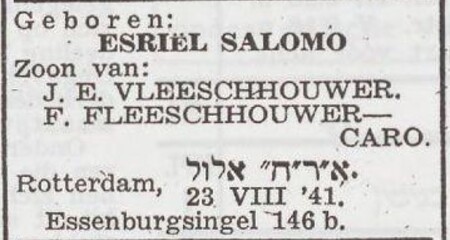 Geboren:
ESRIËL SALOMO
Zoon van:
J. E. VLEESCHHOUWER.
F. FLEESCHHOUWER—
CARO.
א׳ר״ח״ אלול.
Rotterdam, 23 VIII '41.
Essenburgsingel 146 b.